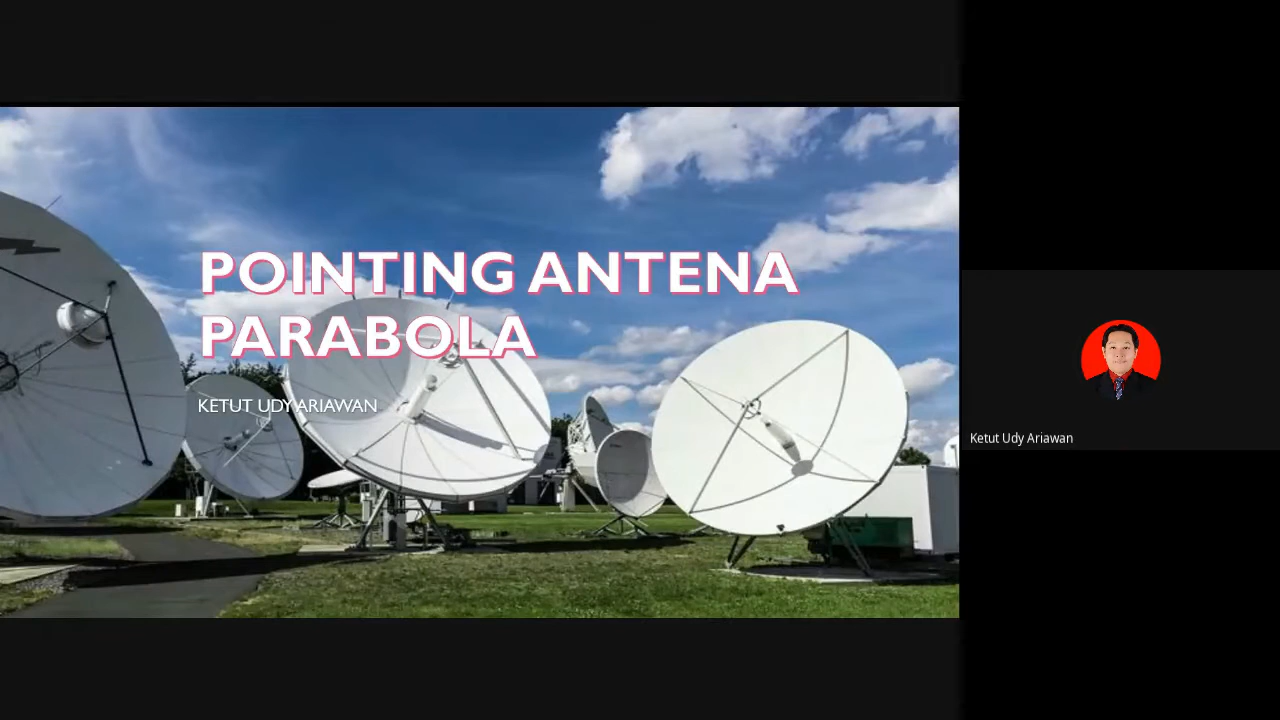 POINTING ANTENA
PARABOLA
KETUT UDY ARIAWAN
Ketut Udy Ariawan